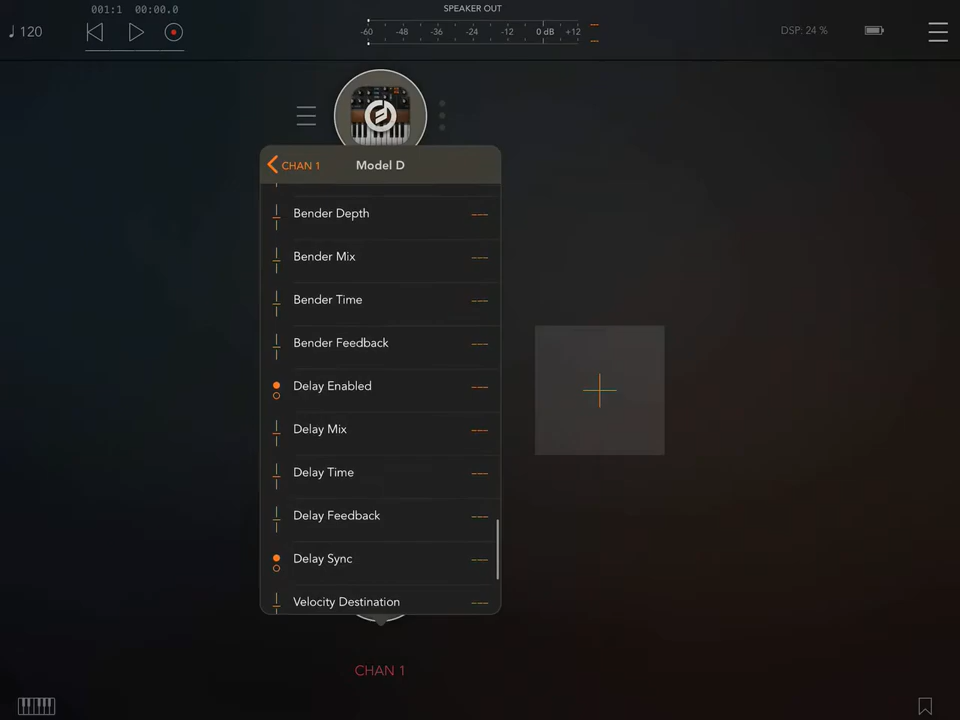 001:1 00:00.0
SPEAKER OUT
120
-60 -48 -36 -24 -12 0 dB +12
DSP: 24 %
CHAN 1 Model D
Bender Depth ---
Bender Mix ---
Bender Time ---
Bender Feedback ---
Delay Enabled ---
Delay Mix ---
Delay Time ---
Delay Feedback ---
Delay Sync ---
Velocity Destination ---
CHAN 1